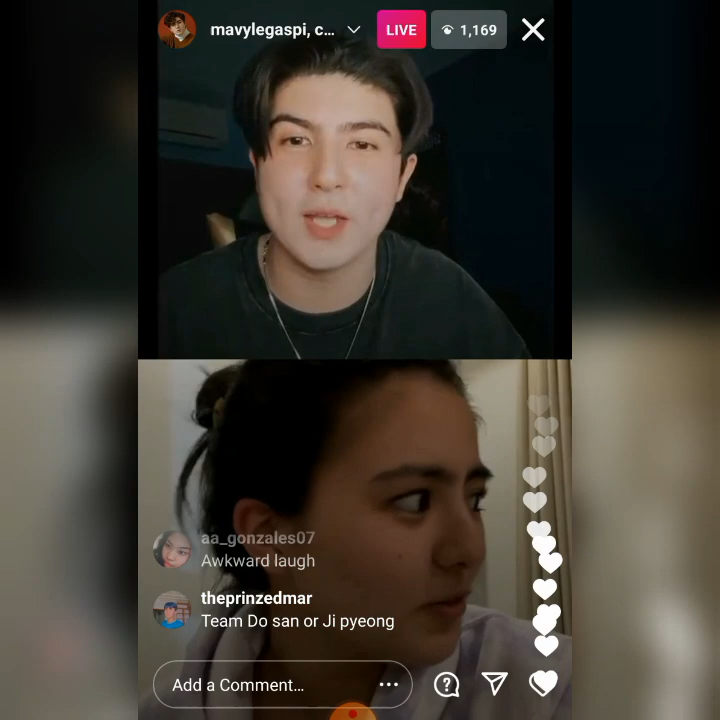 mavylegaspi, c...
LIVE
1,169
aa_gonzales07
Awkward laugh
theprinzedmar
Team Do san or Ji pyeong
Add a Comment...